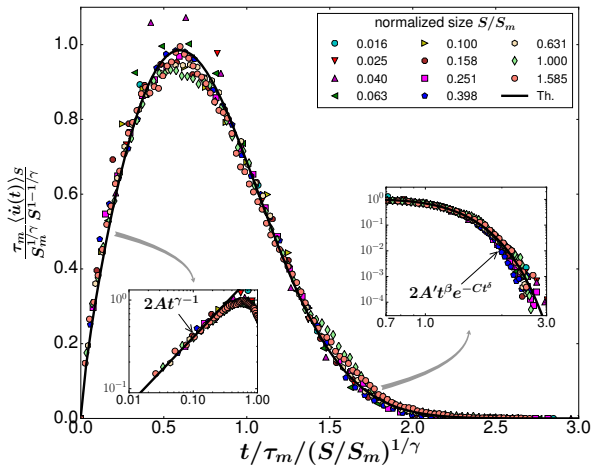 normalized size S/S_m
0.016 0.100 0.631
0.025 0.158 1.000
0.040 0.251 1.585
0.063 0.398 Th.
1.0
0.8
0.6
0.4
0.2
0.0
0.0 0.5 1.0 1.5 2.0 2.5 3.0
τ_m/S_m^{1/γ} ⟨u̇(t)⟩_S/S^{1−1/γ}
t/τ_m/(S/S_m)^{1/γ}
2At^{γ−1}
10^0
10^{-1}
0.01 0.10 1.00
2A't^β e^{−Ct^δ}
10^0
10^{-1}
10^{-2}
10^{-3}
10^{-4}
0.7 1.0 3.0